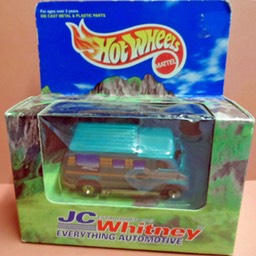 For ages over 3 years.
DIE CAST METAL & PLASTIC PARTS
Hot Wheels
MATTEL
JC Whitney
EVERYTHING AUTOMOTIVE